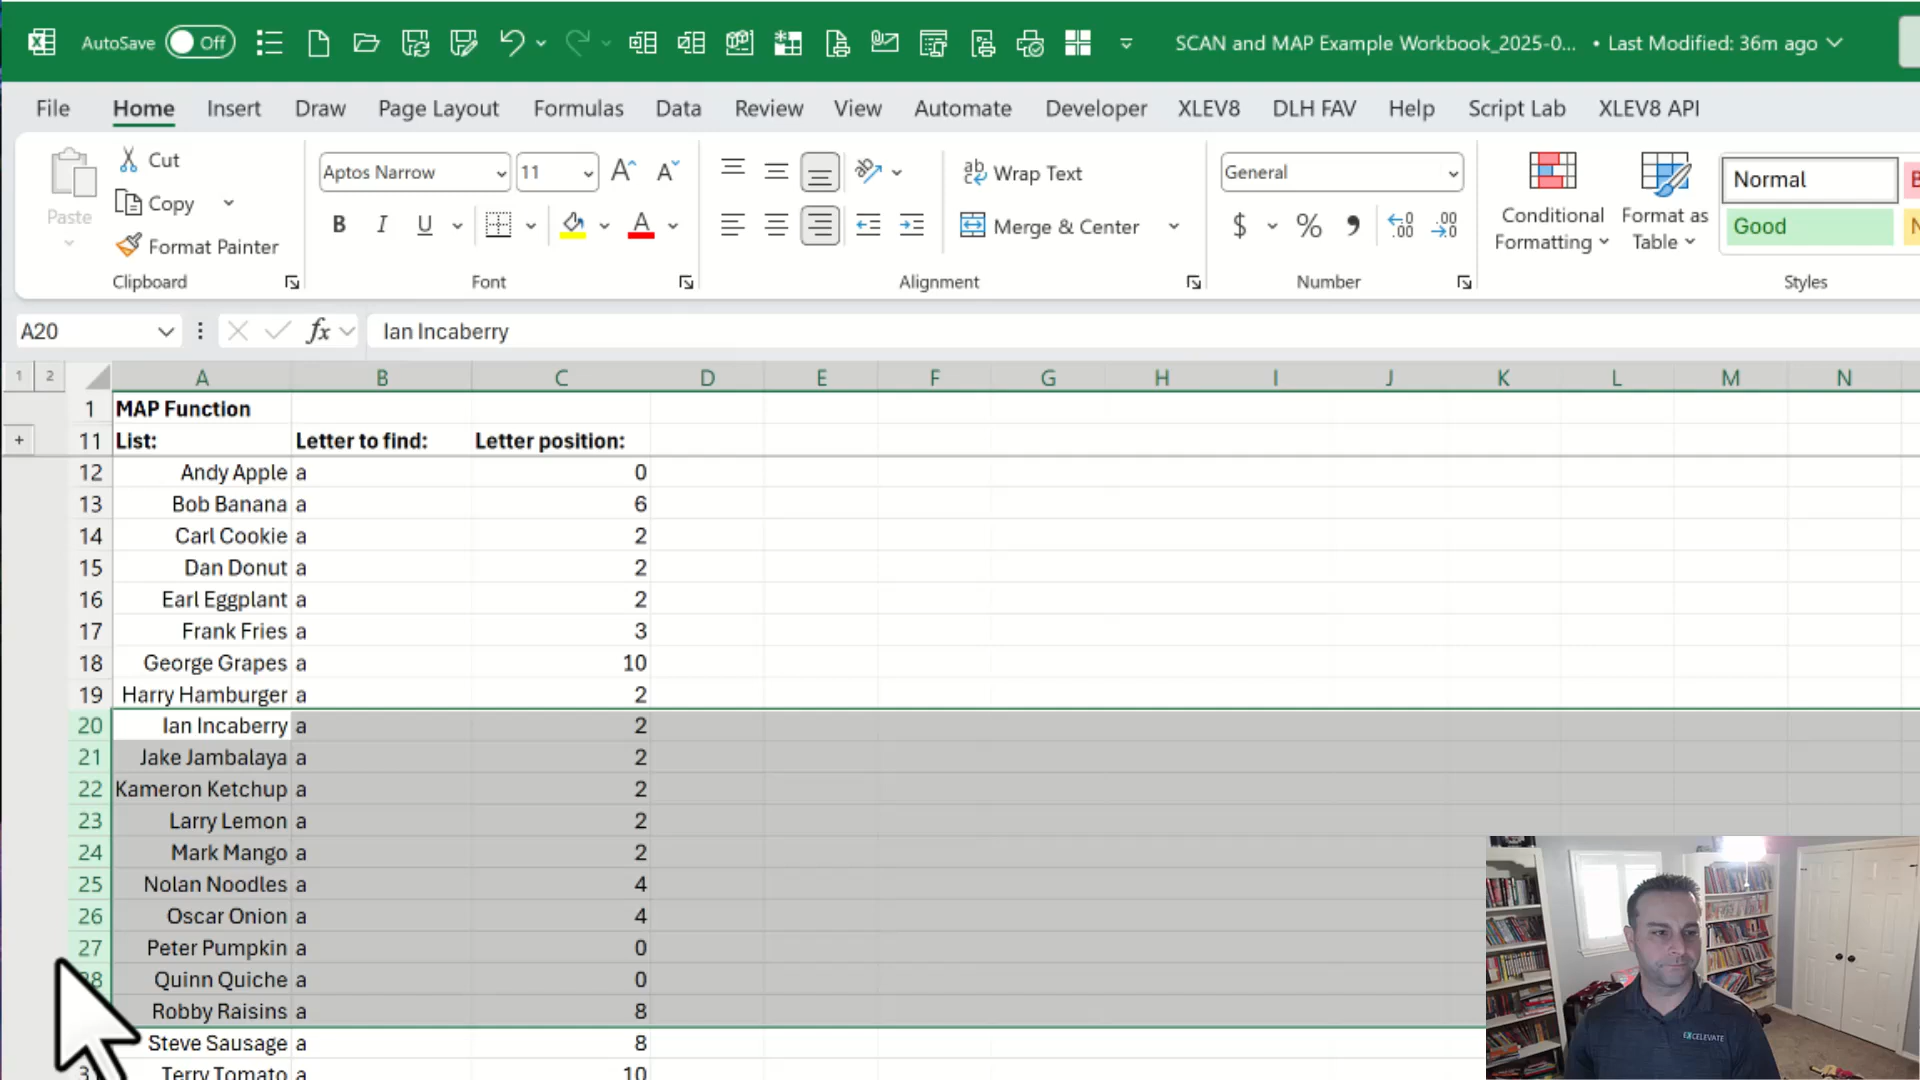 AutoSave Off SCAN and MAP Example Workbook_2025-0... • Last Modified: 36m ago
File Home Insert Draw Page Layout Formulas Data Review View Automate Developer XLEV8 DLH FAV Help Script Lab XLEV8 API
Paste
Cut
Copy
Format Painter
Clipboard
Aptos Narrow 11
B I U
Font
Wrap Text
Merge & Center
Alignment
General
$ % ,
Number
Conditional Formatting
Format as Table
Normal
Good
Styles
A20 fx Ian Incaberry
1 2 A B C D E F G H I J K L M N
1 MAP Function
11 List: Letter to find: Letter position:
12 Andy Apple a 0
13 Bob Banana a 6
14 Carl Cookie a 2
15 Dan Donut a 2
16 Earl Eggplant a 2
17 Frank Fries a 3
18 George Grapes a 10
19 Harry Hamburger a 2
20 Ian Incaberry a 2
21 Jake Jambalaya a 2
22 Kameron Ketchup a 2
23 Larry Lemon a 2
24 Mark Mango a 2
25 Nolan Noodles a 4
26 Oscar Onion a 4
27 Peter Pumpkin a 0
Quinn Quiche a 0
Robby Raisins a 8
Steve Sausage a 8
Terry Tomato a 10
EXCELEVATE